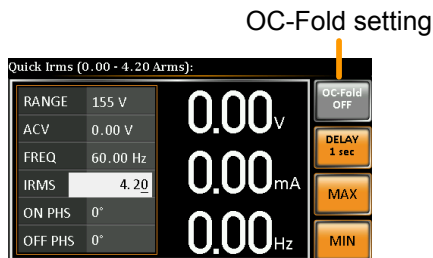 OC-Fold setting
Quick Irms (0.00 - 4.20 Arms):
RANGE 155 V
ACV 0.00 V
FREQ 60.00 Hz
IRMS 4.20
ON PHS 0°
OFF PHS 0°
0.00V
0.00mA
0.00Hz
OC-Fold
OFF
DELAY
1 sec
MAX
MIN